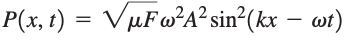 P(x, t) = √μF ω²A² sin²(kx − ωt)